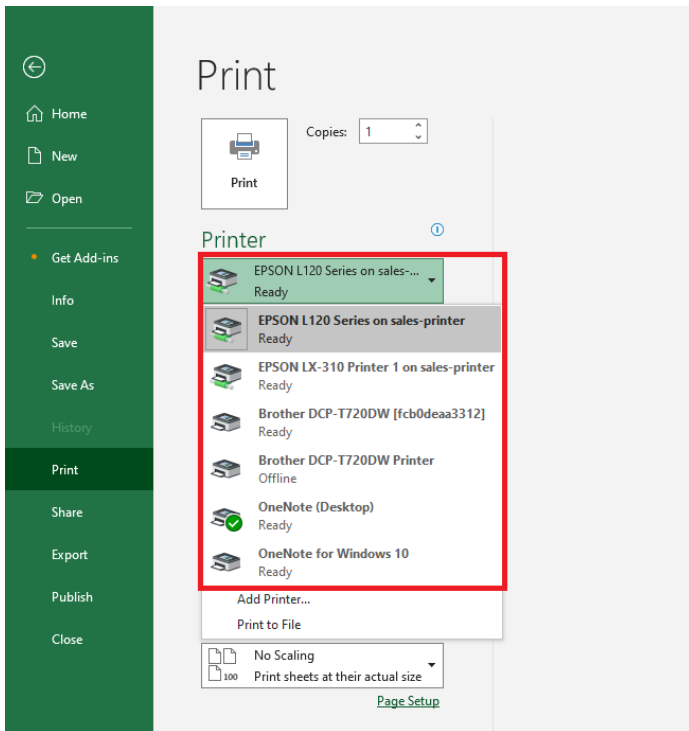 Home
New
Open
Get Add-ins
Info
Save
Save As
History
Print
Share
Export
Publish
Close
Print
Copies: 1
Print
Printer
EPSON L120 Series on sales-...
Ready
EPSON L120 Series on sales-printer
Ready
EPSON LX-310 Printer 1 on sales-printer
Ready
Brother DCP-T720DW [fcb0deaa3312]
Ready
Brother DCP-T720DW Printer
Offline
OneNote (Desktop)
Ready
OneNote for Windows 10
Ready
Add Printer...
Print to File
No Scaling
100 Print sheets at their actual size
Page Setup